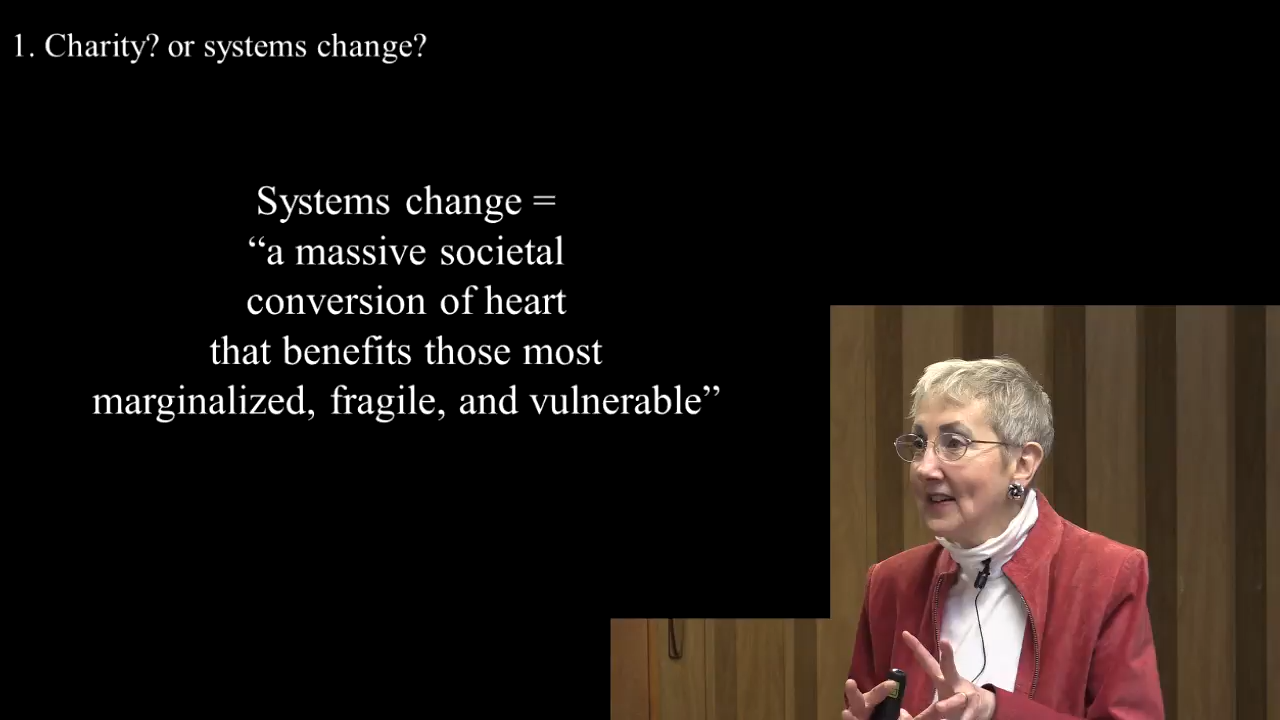 1. Charity? or systems change?
Systems change =
“a massive societal
conversion of heart
that benefits those most
marginalized, fragile, and vulnerable”